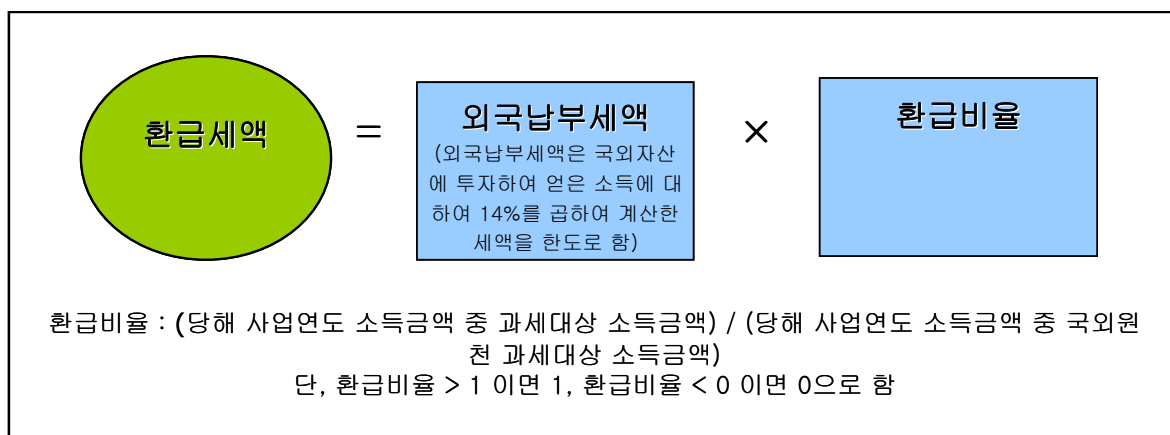 환급세액
=
외국납부세액
(외국납부세액은 국외자산
에 투자하여 얻은 소득에 대
하여 14%를 곱하여 계산한
세액을 한도로 함)
×
환급비율
환급비율 : (당해 사업연도 소득금액 중 과세대상 소득금액) / (당해 사업연도 소득금액 중 국외원
천 과세대상 소득금액)
단, 환급비율 > 1 이면 1, 환급비율 < 0 이면 0으로 함